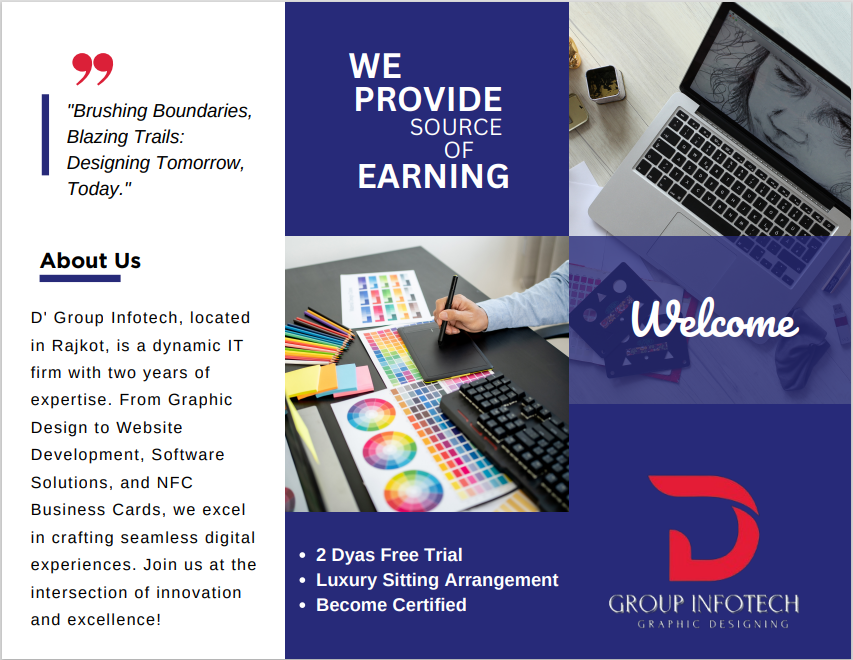 "Brushing Boundaries,
Blazing Trails:
Designing Tomorrow,
Today."
About Us
D' Group Infotech, located
in Rajkot, is a dynamic IT
firm with two years of
expertise. From Graphic
Design to Website
Development, Software
Solutions, and NFC
Business Cards, we excel
in crafting seamless digital
experiences. Join us at the
intersection of innovation
and excellence!
WE
PROVIDE
SOURCE
OF
EARNING
• 2 Dyas Free Trial
• Luxury Sitting Arrangement
• Become Certified
Welcome
D
GROUP INFOTECH
GRAPHIC DESIGNING